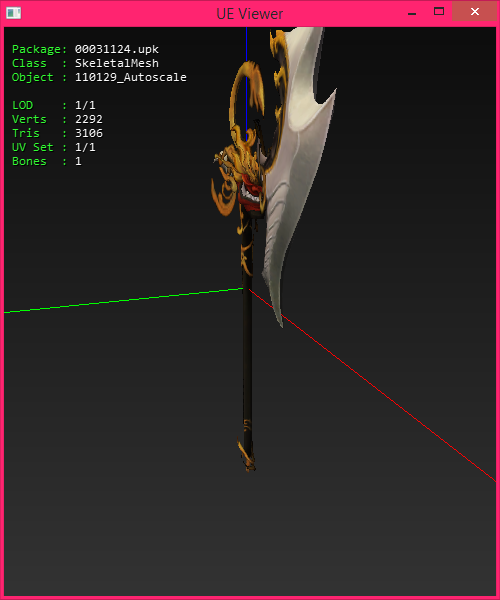 UE Viewer
Package: 00031124.upk
Class  : SkeletalMesh
Object : 110129_Autoscale
LOD    : 1/1
Verts  : 2292
Tris   : 3106
UV Set : 1/1
Bones  : 1